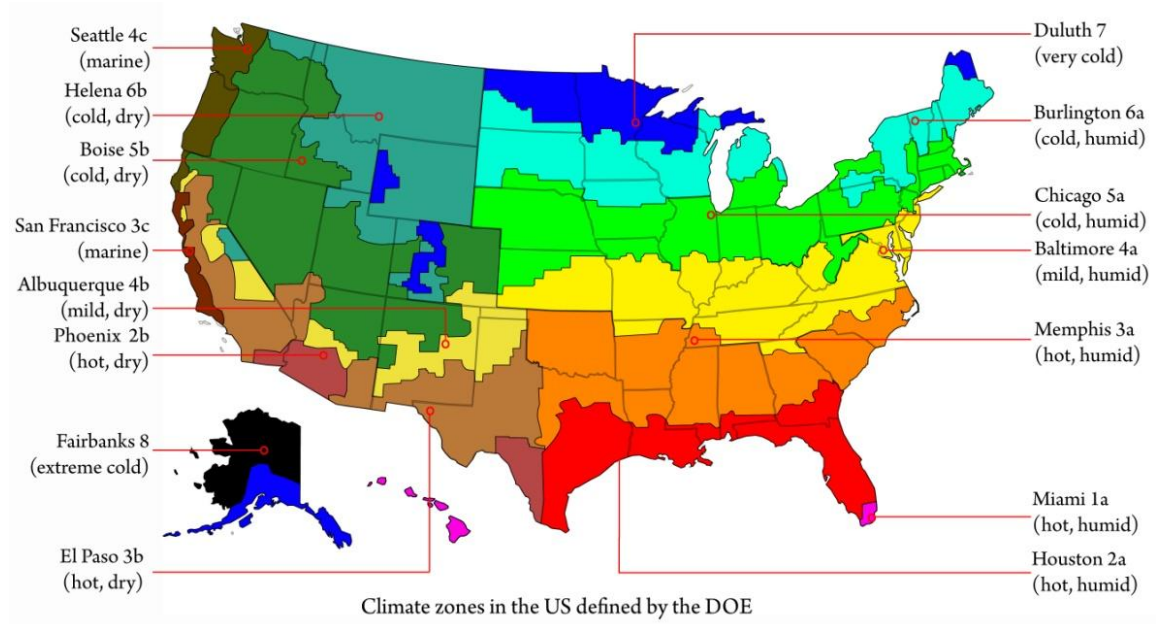 Seattle 4c
(marine)
Helena 6b
(cold, dry)
Boise 5b
(cold, dry)
San Francisco 3c
(marine)
Albuquerque 4b
(mild, dry)
Phoenix 2b
(hot, dry)
Fairbanks 8
(extreme cold)
El Paso 3b
(hot, dry)
Duluth 7
(very cold)
Burlington 6a
(cold, humid)
Chicago 5a
(cold, humid)
Baltimore 4a
(mild, humid)
Memphis 3a
(hot, humid)
Miami 1a
(hot, humid)
Houston 2a
(hot, humid)
Climate zones in the US defined by the DOE